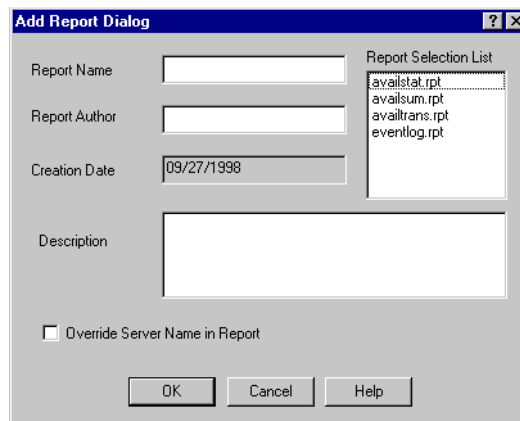 Add Report Dialog
Report Name
Report Selection List
availstat.rpt
availsum.rpt
availtrans.rpt
eventlog.rpt
Report Author
Creation Date
09/27/1998
Description
Override Server Name in Report
OK
Cancel
Help